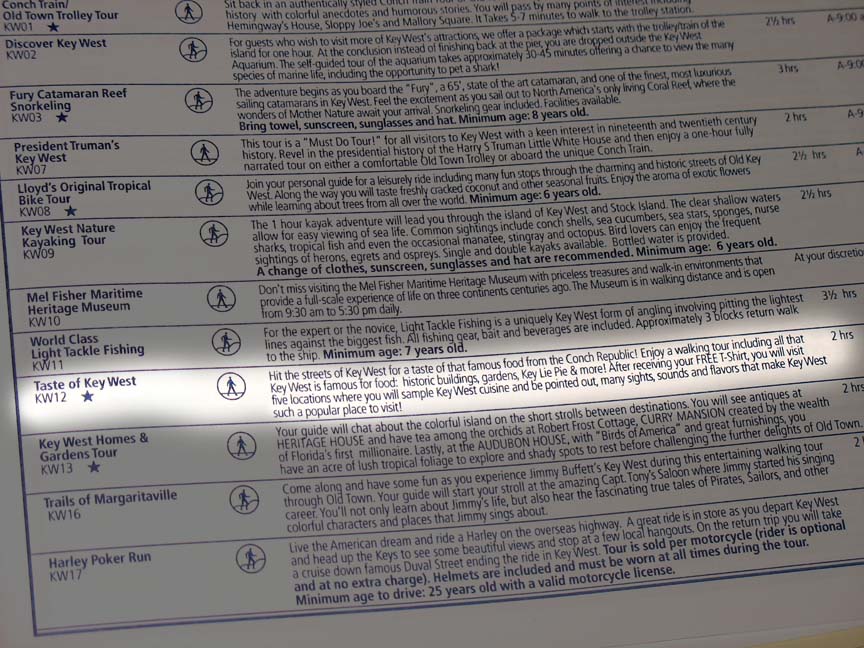 Conch Train/
Old Town Trolley Tour
KW01 ★
history with colorful anecdotes and humorous stories. You will pass by many points of interest including
Hemingway's House, Sloppy Joe's and Mallory Square. It Takes 5-7 minutes to walk to the trolley station.
2½ hrs
Discover Key West
KW02
For guests who wish to visit more of Key West's attractions, we offer a package which starts with the trolley/train of the
island for one hour. At the conclusion instead of finishing back at the pier, you are dropped outside the Key West
Aquarium. The self-guided tour of the aquarium takes approximately 30-45 minutes offering a chance to view the many
species of marine life, including the opportunity to pet a shark!
Fury Catamaran Reef
Snorkeling
KW03 ★
The adventure begins as you board the "Fury", a 65', state of the art catamaran, and one of the finest, most luxurious
sailing catamarans in Key West. Feel the excitement as you sail out to North America's only living Coral Reef, where the
wonders of Mother Nature await your arrival. Snorkeling gear included. Facilities available.
Bring towel, sunscreen, sunglasses and hat. Minimum age: 8 years old.
3 hrs
President Truman's
Key West
KW07
This tour is a "Must Do Tour!" for all visitors to Key West with a keen interest in nineteenth and twentieth century
history. Revel in the presidential history of the Harry S Truman Little White House and then enjoy a one-hour fully
narrated tour on either a comfortable Old Town Trolley or aboard the unique Conch Train.
2 hrs
Lloyd's Original Tropical
Bike Tour
KW08 ★
Join your personal guide for a leisurely ride including many fun stops through the charming and historic streets of Old Key
West. Along the way you will taste freshly cracked coconut and other seasonal fruits. Enjoy the aroma of exotic flowers
while learning about trees from all over the world. Minimum age: 6 years old.
2½ hrs
Key West Nature
Kayaking Tour
KW09
The 1 hour kayak adventure will lead you through the island of Key West and Stock Island. The clear shallow waters
allow for easy viewing of sea life. Common sightings include conch shells, sea cucumbers, sea stars, sponges, nurse
sharks, tropical fish and even the occasional manatee, stingray and octopus. Bird lovers can enjoy the frequent
sightings of herons, egrets and ospreys. Single and double kayaks available. Bottled water is provided.
A change of clothes, sunscreen, sunglasses and hat are recommended. Minimum age: 6 years old.
2½ hrs
Mel Fisher Maritime
Heritage Museum
KW10
Don't miss visiting the Mel Fisher Maritime Heritage Museum with priceless treasures and walk-in environments that
provide a full-scale experience of life on three continents centuries ago. The Museum is in walking distance and is open
from 9:30 am to 5:30 pm daily.
At your
World Class
Light Tackle Fishing
KW11
For the expert or the novice, Light Tackle Fishing is a uniquely Key West form of angling involving pitting the lightest
lines against the biggest fish. All fishing gear, bait and beverages are included. Approximately 3 blocks return walk
to the ship. Minimum age: 7 years old.
3½ hrs
Taste of Key West
KW12 ★
Hit the streets of Key West for a taste of that famous food from the Conch Republic! Enjoy a walking tour including all that
Key West is famous for food: historic buildings, gardens, Key Lie Pie & more! After receiving your FREE T-Shirt, you will visit
five locations where you will sample Key West cuisine and be pointed out, many sights, sounds and flavors that make Key West
such a popular place to visit!
2 hrs
Key West Homes &
Gardens Tour
KW13 ★
Your guide will chat about the colorful island on the short strolls between destinations. You will see antiques at
HERITAGE HOUSE and have tea among the orchids at Robert Frost Cottage, CURRY MANSION created by the wealth
of Florida's first millionaire. Lastly, at the AUDUBON HOUSE, with "Birds of America" and great furnishings, you
have an acre of lush tropical foliage to explore and shady spots to rest before challenging the further delights of Old Town.
2 hrs
Trails of Margaritaville
KW16
Come along and have some fun as you experience Jimmy Buffett's Key West during this entertaining walking tour
through Old Town. Your guide will start your stroll at the amazing Capt. Tony's Saloon where Jimmy started his singing
career. You'll not only learn about Jimmy's life, but also hear the fascinating true tales of Pirates, Sailors, and other
colorful characters and places that Jimmy sings about.
Harley Poker Run
KW17
Live the American dream and ride a Harley on the overseas highway. A great ride is in store as you depart Key West
and head up the Keys to see some beautiful views and stop at a few local hangouts. On the return trip you will take
a cruise down famous Duval Street ending the ride in Key West. Tour is sold per motorcycle (rider is optional
and at no extra charge). Helmets are included and must be worn at all times during the tour.
Minimum age to drive: 25 years old with a valid motorcycle license.